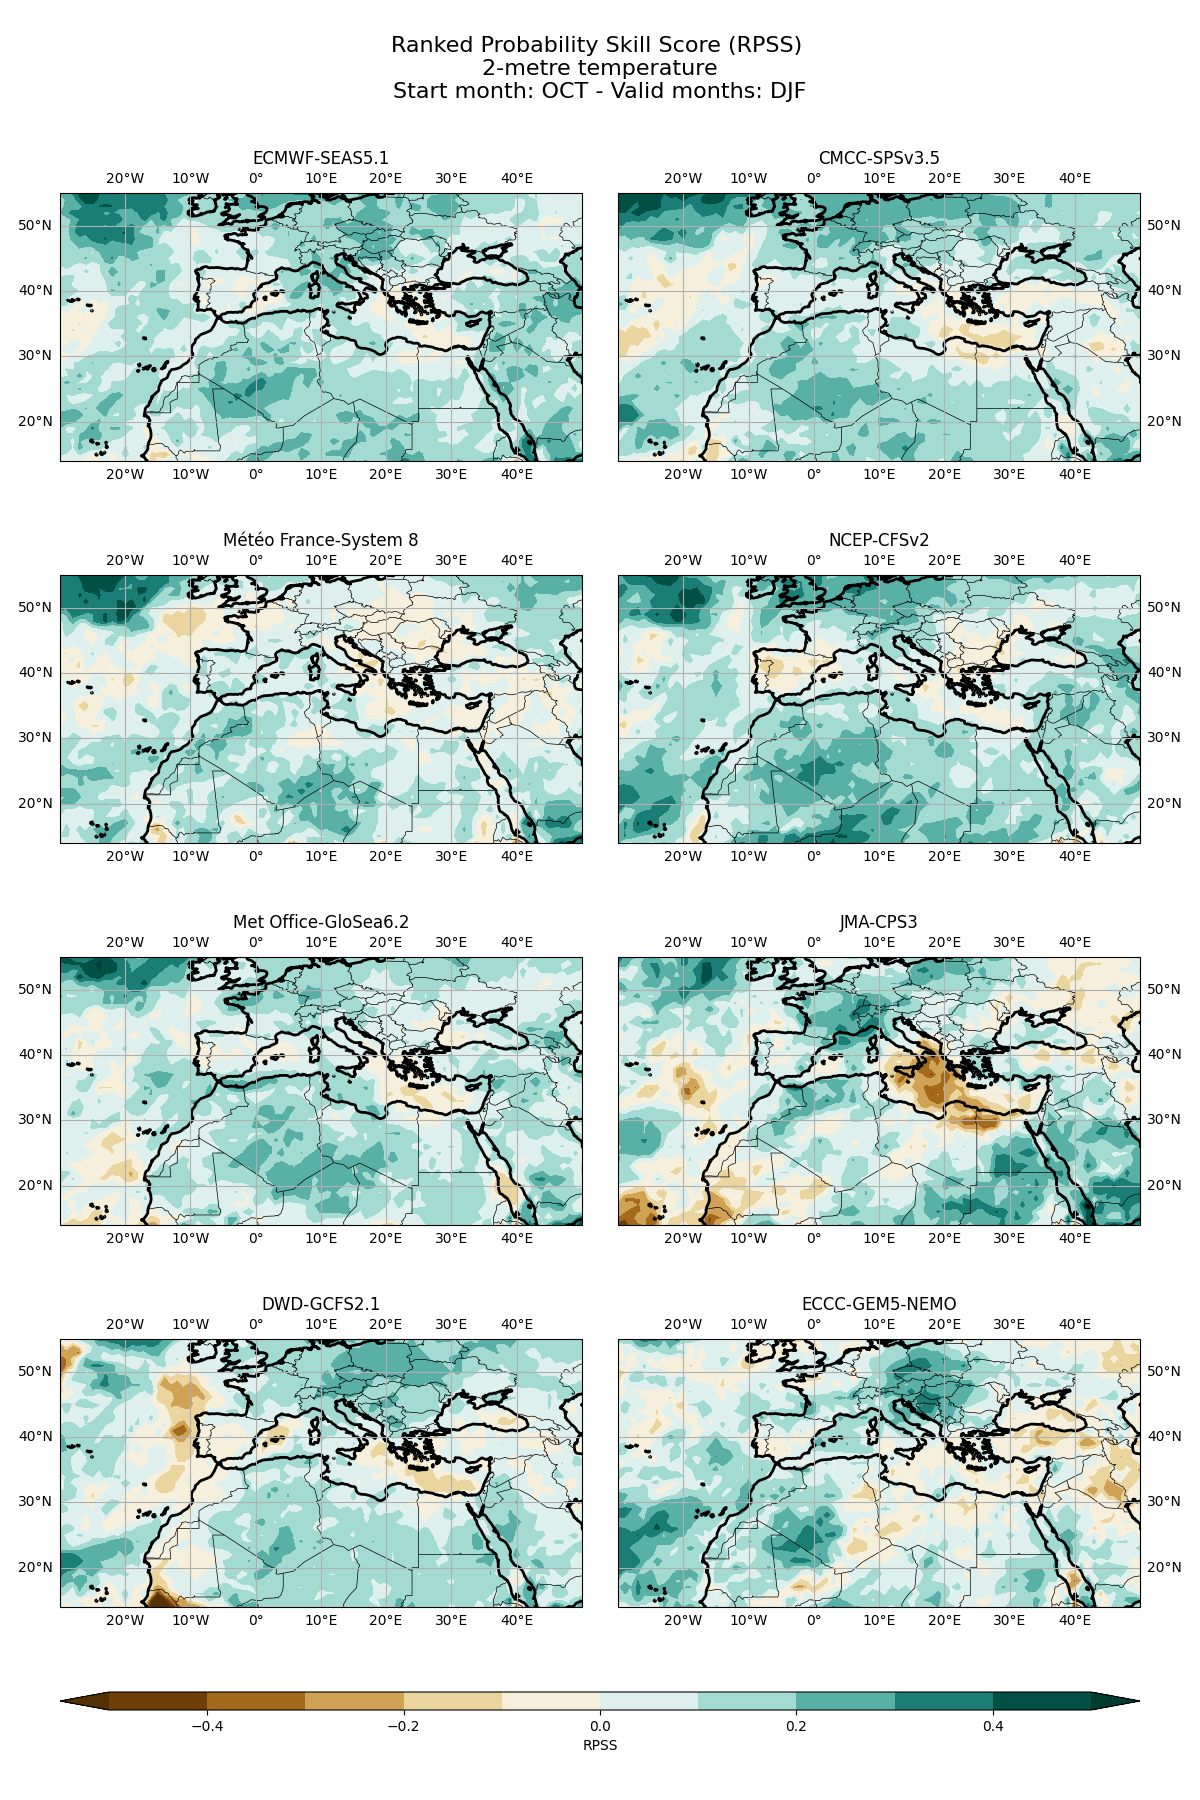 Ranked Probability Skill Score (RPSS)
2-metre temperature
Start month: OCT - Valid months: DJF
ECMWF-SEAS5.1
20°W 10°W 0° 10°E 20°E 30°E 40°E
50°N
40°N
30°N
20°N
20°W 10°W 0° 10°E 20°E 30°E 40°E
CMCC-SPSv3.5
20°W 10°W 0° 10°E 20°E 30°E 40°E
50°N
40°N
30°N
20°N
20°W 10°W 0° 10°E 20°E 30°E 40°E
Météo France-System 8
20°W 10°W 0° 10°E 20°E 30°E 40°E
50°N
40°N
30°N
20°N
20°W 10°W 0° 10°E 20°E 30°E 40°E
NCEP-CFSv2
20°W 10°W 0° 10°E 20°E 30°E 40°E
50°N
40°N
30°N
20°N
20°W 10°W 0° 10°E 20°E 30°E 40°E
Met Office-GloSea6.2
20°W 10°W 0° 10°E 20°E 30°E 40°E
50°N
40°N
30°N
20°N
20°W 10°W 0° 10°E 20°E 30°E 40°E
JMA-CPS3
20°W 10°W 0° 10°E 20°E 30°E 40°E
50°N
40°N
30°N
20°N
20°W 10°W 0° 10°E 20°E 30°E 40°E
DWD-GCFS2.1
20°W 10°W 0° 10°E 20°E 30°E 40°E
50°N
40°N
30°N
20°N
20°W 10°W 0° 10°E 20°E 30°E 40°E
ECCC-GEM5-NEMO
20°W 10°W 0° 10°E 20°E 30°E 40°E
50°N
40°N
30°N
20°N
20°W 10°W 0° 10°E 20°E 30°E 40°E
−0.4 −0.2 0.0 0.2 0.4
RPSS